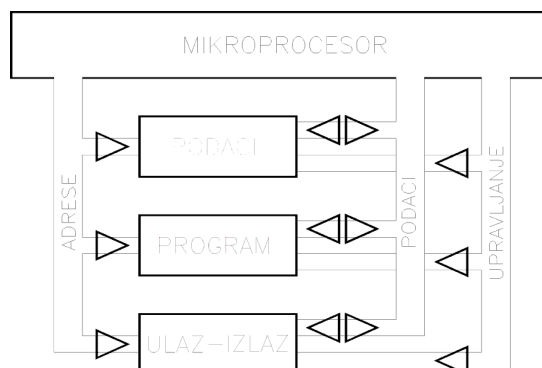 MIKROPROCESOR
PODACI
PROGRAM
ULAZ-IZLAZ
ADRESE
PODACI
UPRAVLJANJE